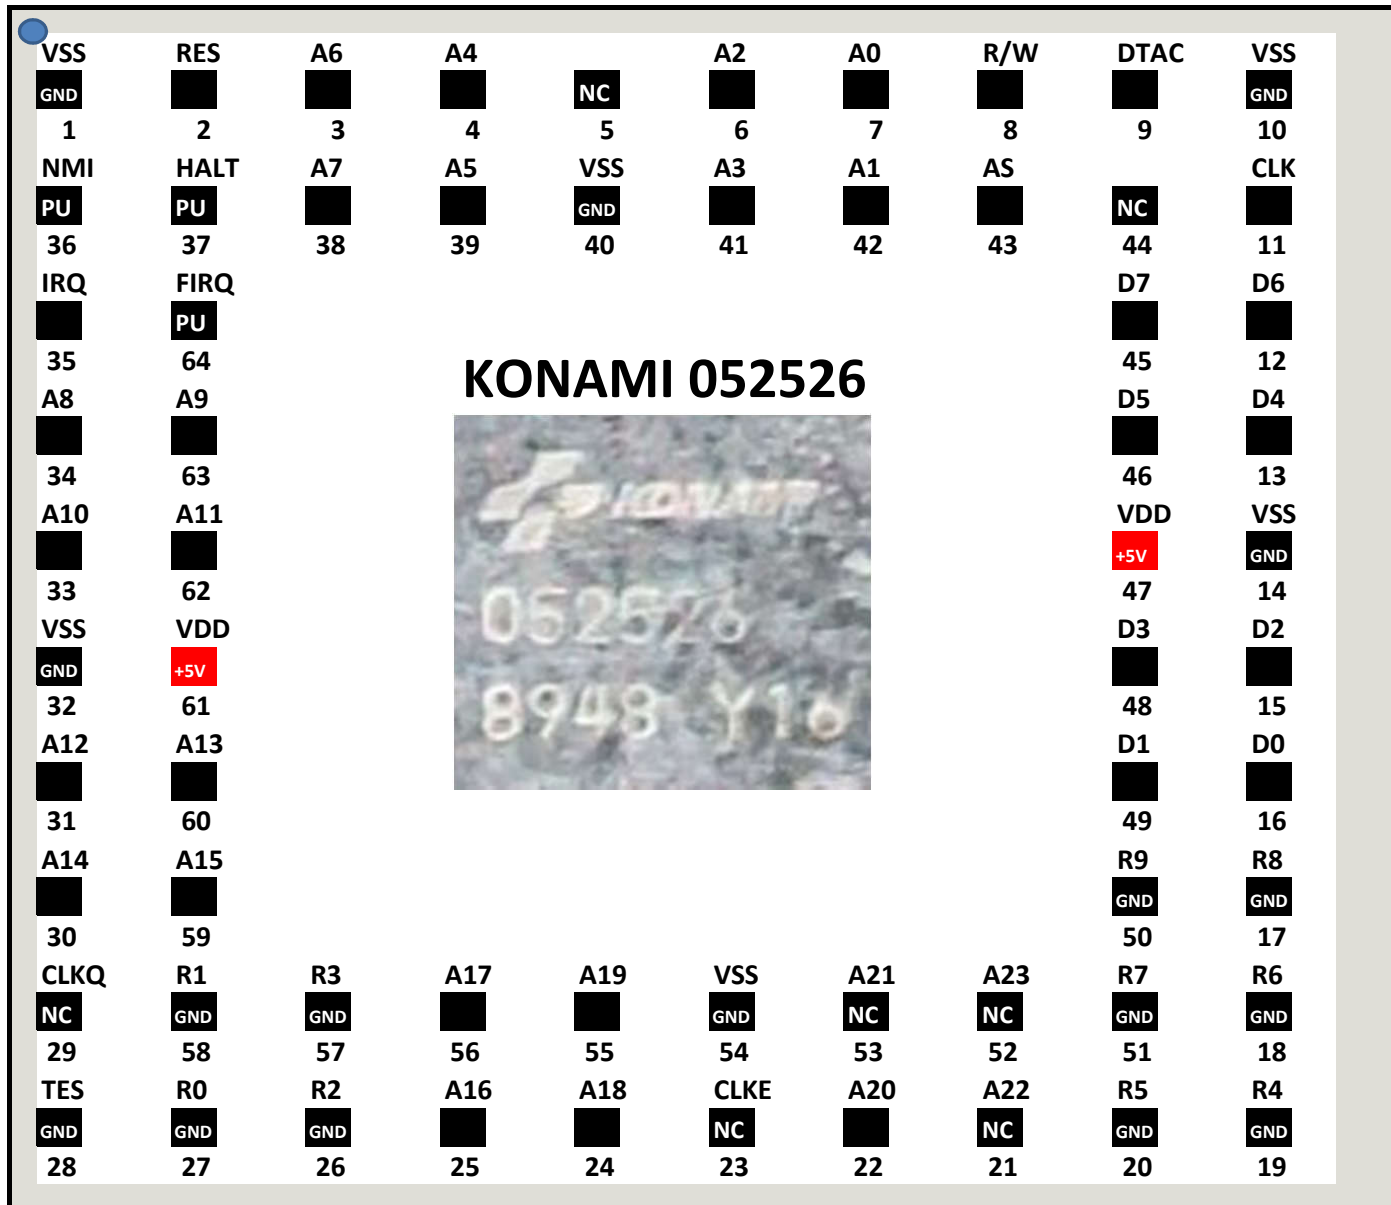 VSS RES A6 A4 A2 A0 R/W DTAC VSS
GND NC GND
1 2 3 4 5 6 7 8 9 10
NMI HALT A7 A5 VSS A3 A1 AS CLK
PU PU GND NC
36 37 38 39 40 41 42 43 44 11
IRQ FIRQ D7 D6
PU
35 64 45 12
KONAMI 052526
A8 A9 D5 D4
34 63 46 13
A10 A11 VDD VSS
+5V GND
33 62 47 14
052526
VSS VDD D3 D2
GND +5V
32 61 48 15
8948 Y16
A12 A13 D1 D0
31 60 49 16
A14 A15 R9 R8
GND GND
30 59 50 17
CLKQ R1 R3 A17 A19 VSS A21 A23 R7 R6
NC GND GND GND NC NC GND GND
29 58 57 56 55 54 53 52 51 18
TES R0 R2 A16 A18 CLKE A20 A22 R5 R4
GND GND GND NC NC GND GND
28 27 26 25 24 23 22 21 20 19